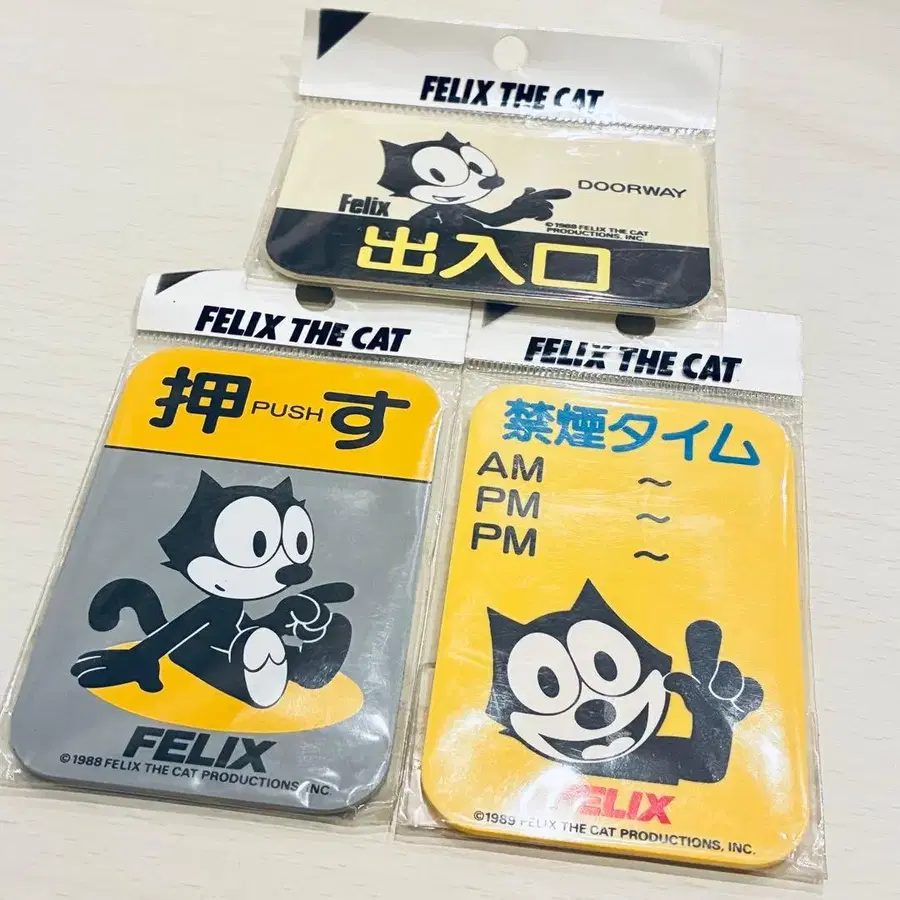 FELIX THE CAT
DOORWAY
Felix
©1989 FELIX THE CAT
PRODUCTIONS, INC.
出入口
FELIX THE CAT
押 PUSH す
FELIX
©1988 FELIX THE CAT PRODUCTIONS, INC
FELIX THE CAT
禁煙タイム
AM ~
PM ~
PM ~
FELIX
©1989 FELIX THE CAT PRODUCTIONS, INC.